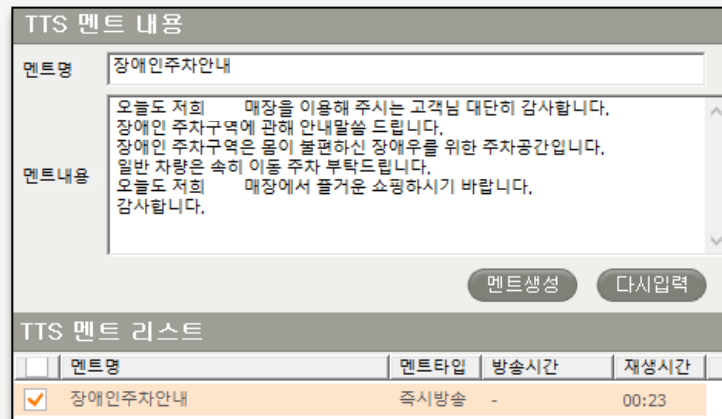 TTS 멘트 내용
멘트명 장애인주차안내
오늘도 저희 매장을 이용해 주시는 고객님 대단히 감사합니다.
장애인 주차구역에 관해 안내말씀 드립니다.
장애인 주차구역은 몸이 불편하신 장애우를 위한 주차공간입니다.
멘트내용
일반 차량은 속히 이동 주차 부탁드립니다.
오늘도 저희 매장에서 즐거운 쇼핑하시기 바랍니다.
감사합니다.
멘트생성 다시입력
TTS 멘트 리스트
멘트명 멘트타입 방송시간 재생시간
장애인주차안내 즉시방송 - 00:23